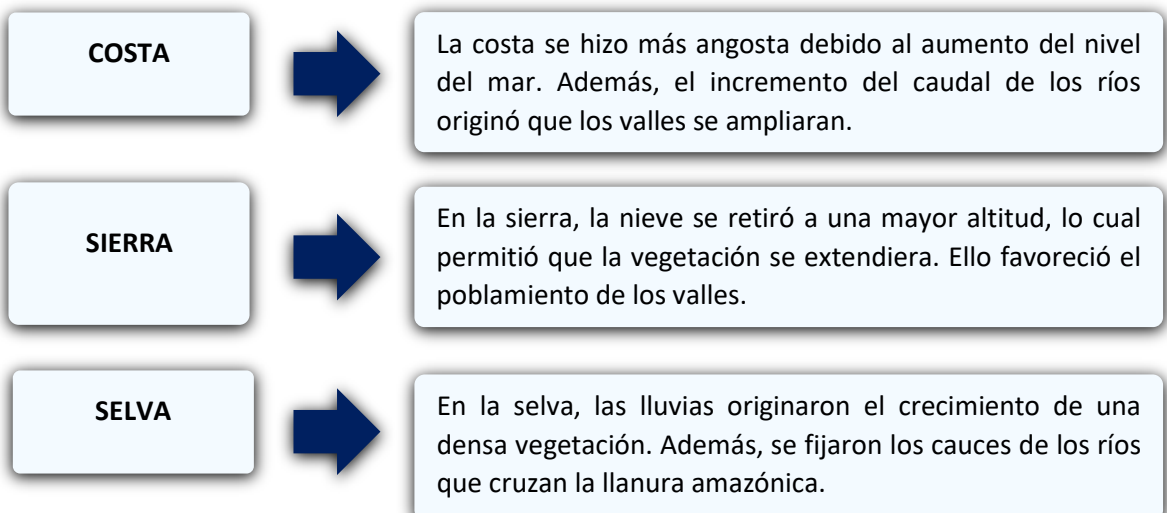 COSTA
La costa se hizo más angosta debido al aumento del nivel
del mar. Además, el incremento del caudal de los ríos
originó que los valles se ampliaran.
SIERRA
En la sierra, la nieve se retiró a una mayor altitud, lo cual
permitió que la vegetación se extendiera. Ello favoreció el
poblamiento de los valles.
SELVA
En la selva, las lluvias originaron el crecimiento de una
densa vegetación. Además, se fijaron los cauces de los ríos
que cruzan la llanura amazónica.